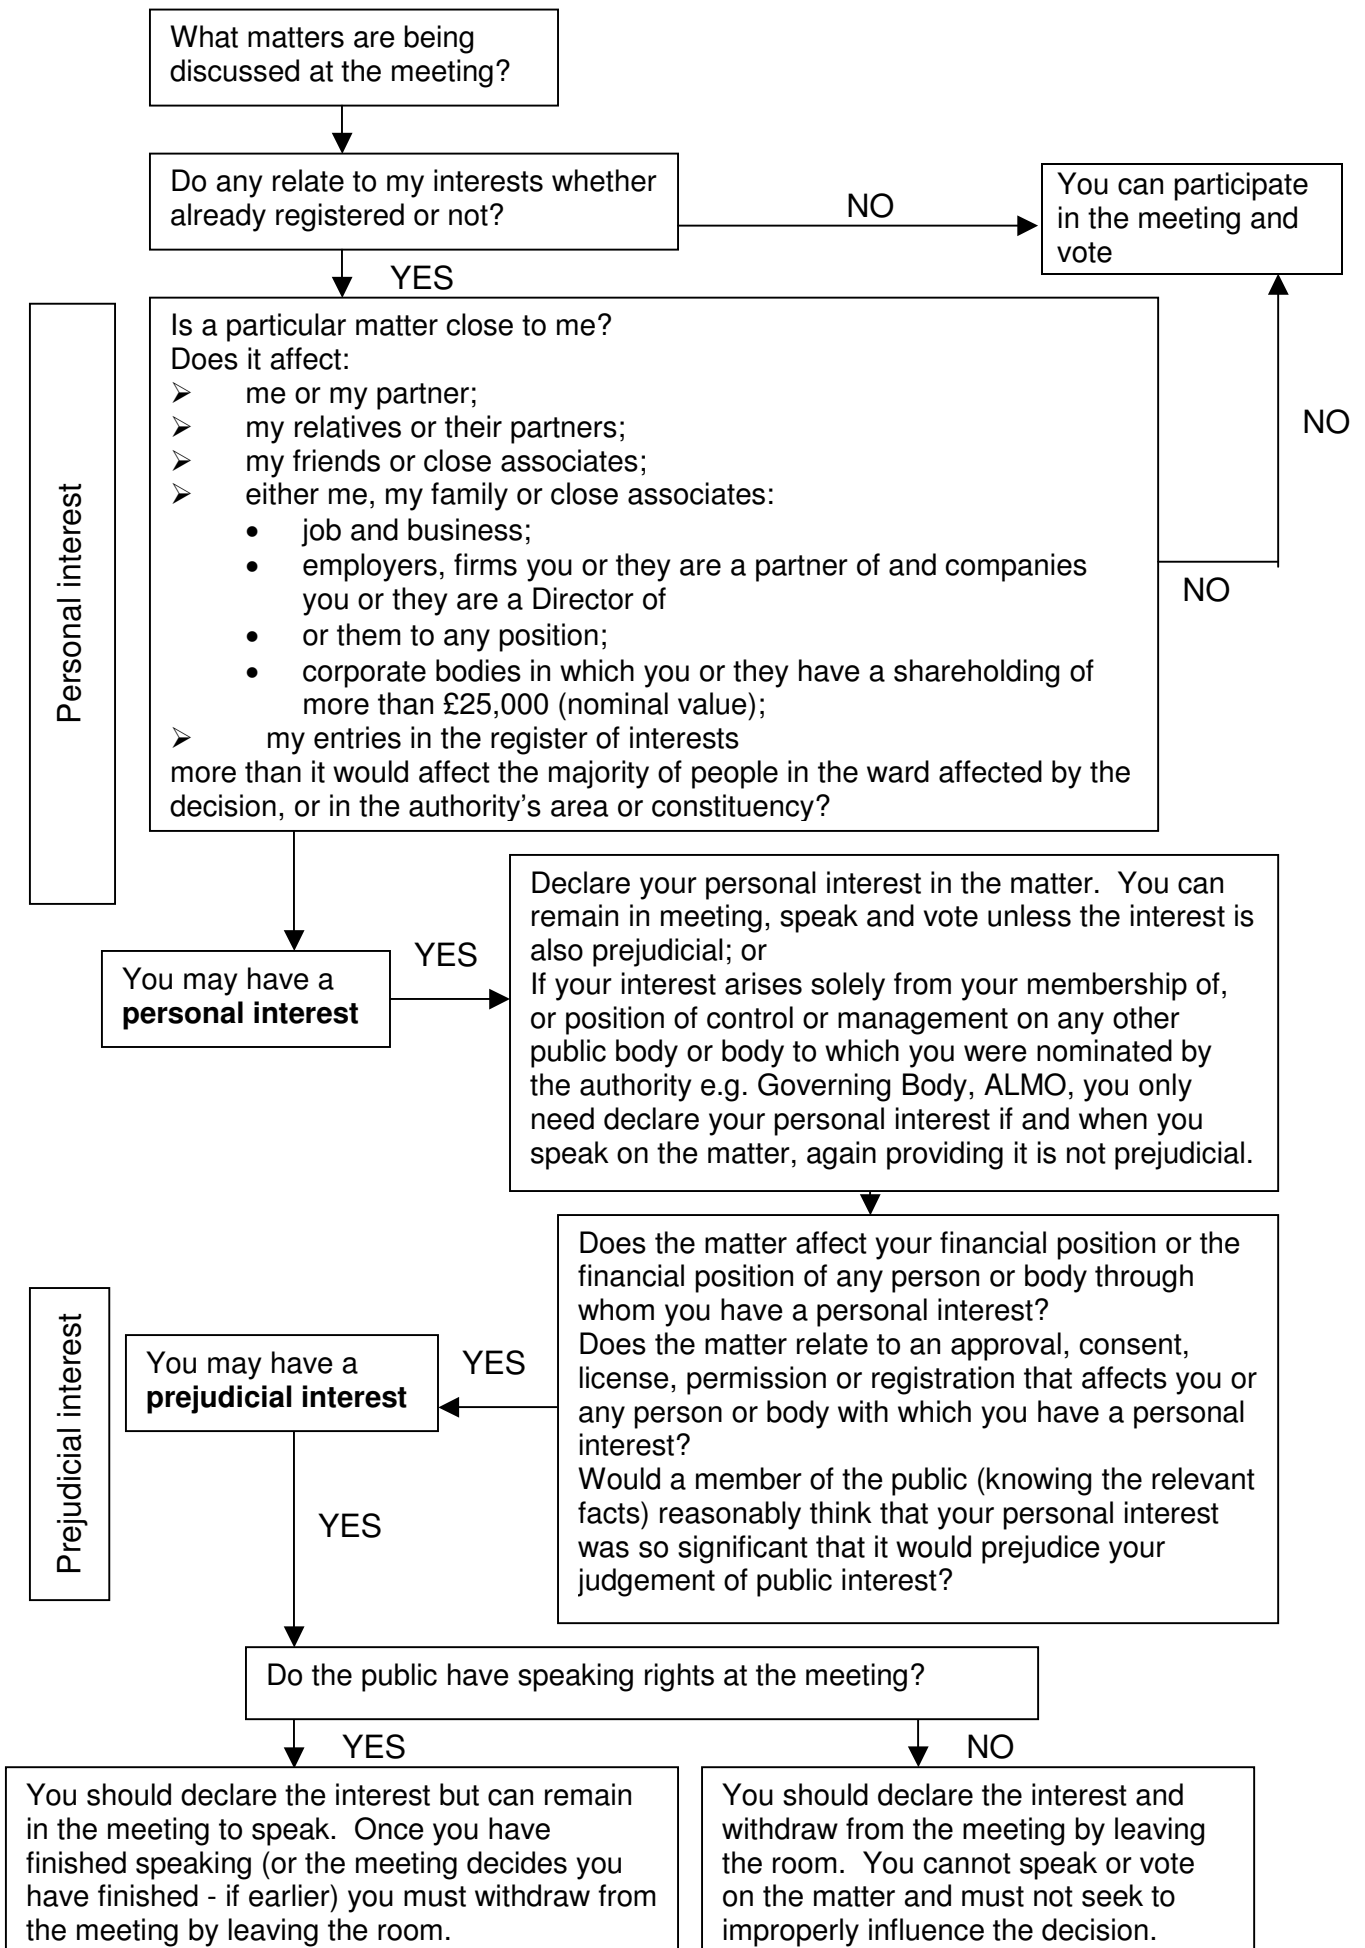 What matters are being
discussed at the meeting?
Do any relate to my interests whether
already registered or not?
NO
You can participate
in the meeting and
vote
YES
Personal interest
Is a particular matter close to me?
Does it affect:
➢ me or my partner;
➢ my relatives or their partners;
➢ my friends or close associates;
➢ either me, my family or close associates:
• job and business;
• employers, firms you or they are a partner of and companies
you or they are a Director of
• or them to any position;
• corporate bodies in which you or they have a shareholding of
more than £25,000 (nominal value);
➢ my entries in the register of interests
more than it would affect the majority of people in the ward affected by the
decision, or in the authority's area or constituency?
NO
NO
You may have a
personal interest
YES
Declare your personal interest in the matter. You can
remain in meeting, speak and vote unless the interest is
also prejudicial; or
If your interest arises solely from your membership of,
or position of control or management on any other
public body or body to which you were nominated by
the authority e.g. Governing Body, ALMO, you only
need declare your personal interest if and when you
speak on the matter, again providing it is not prejudicial.
Prejudicial interest
Does the matter affect your financial position or the
financial position of any person or body through
whom you have a personal interest?
Does the matter relate to an approval, consent,
license, permission or registration that affects you or
any person or body with which you have a personal
interest?
Would a member of the public (knowing the relevant
facts) reasonably think that your personal interest
was so significant that it would prejudice your
judgement of public interest?
YES
You may have a
prejudicial interest
YES
Do the public have speaking rights at the meeting?
YES
NO
You should declare the interest but can remain
in the meeting to speak. Once you have
finished speaking (or the meeting decides you
have finished - if earlier) you must withdraw from
the meeting by leaving the room.
You should declare the interest and
withdraw from the meeting by leaving
the room. You cannot speak or vote
on the matter and must not seek to
improperly influence the decision.